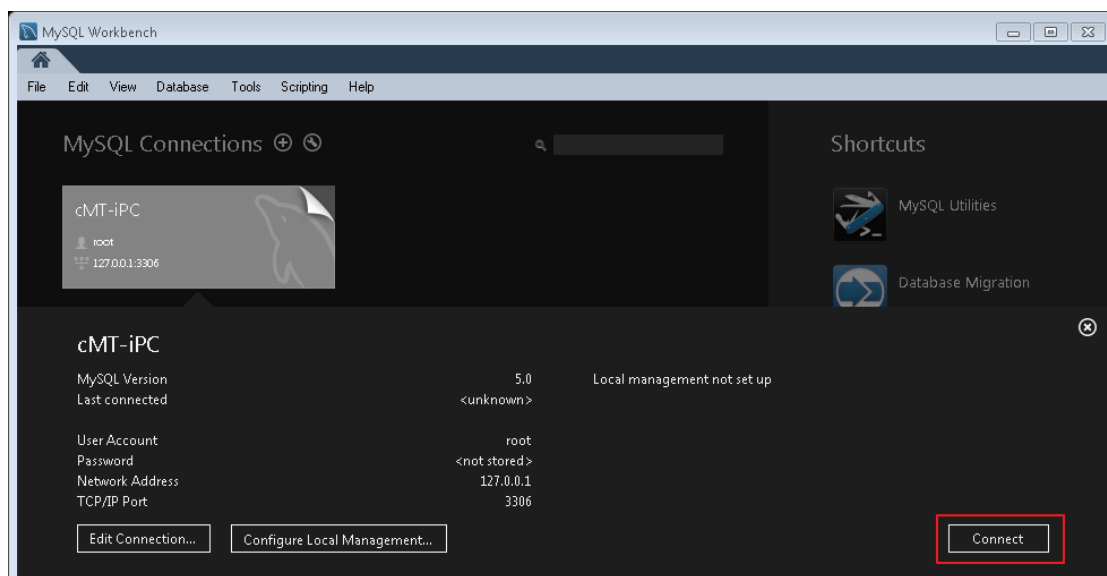 MySQL Workbench
File Edit View Database Tools Scripting Help
MySQL Connections
Shortcuts
cMT-iPC
root
127.0.0.1:3306
MySQL Utilities
Database Migration
cMT-iPC
MySQL Version 5.0 Local management not set up
Last connected <unknown>
User Account root
Password <not stored>
Network Address 127.0.0.1
TCP/IP Port 3306
Edit Connection... Configure Local Management... Connect